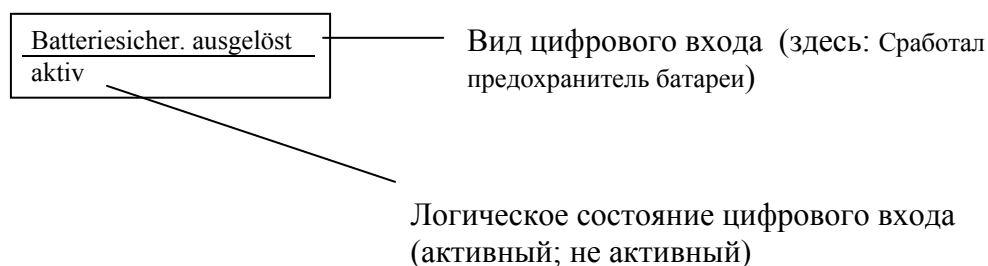 Batteriesicher. ausgelöst
aktiv
Вид цифрового входа (здесь: Сработал
предохранитель батареи)
Логическое состояние цифрового входа
(активный; не активный)